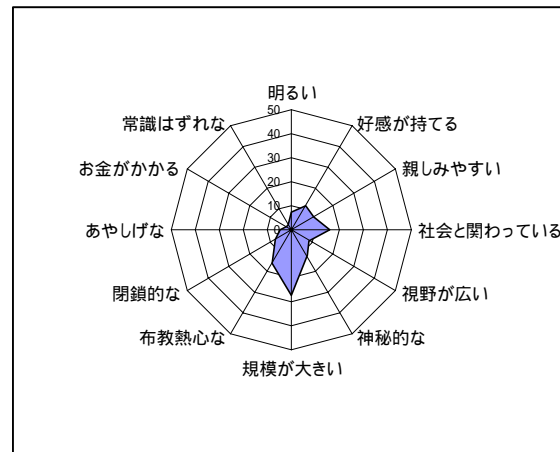 明るい
50
常識はずれな
好感が持てる
40
30
お金がかかる
親しみやすい
20
10
あやしげな
0
社会と関わっている
閉鎖的な
視野が広い
布教熱心な
神秘的な
規模が大きい